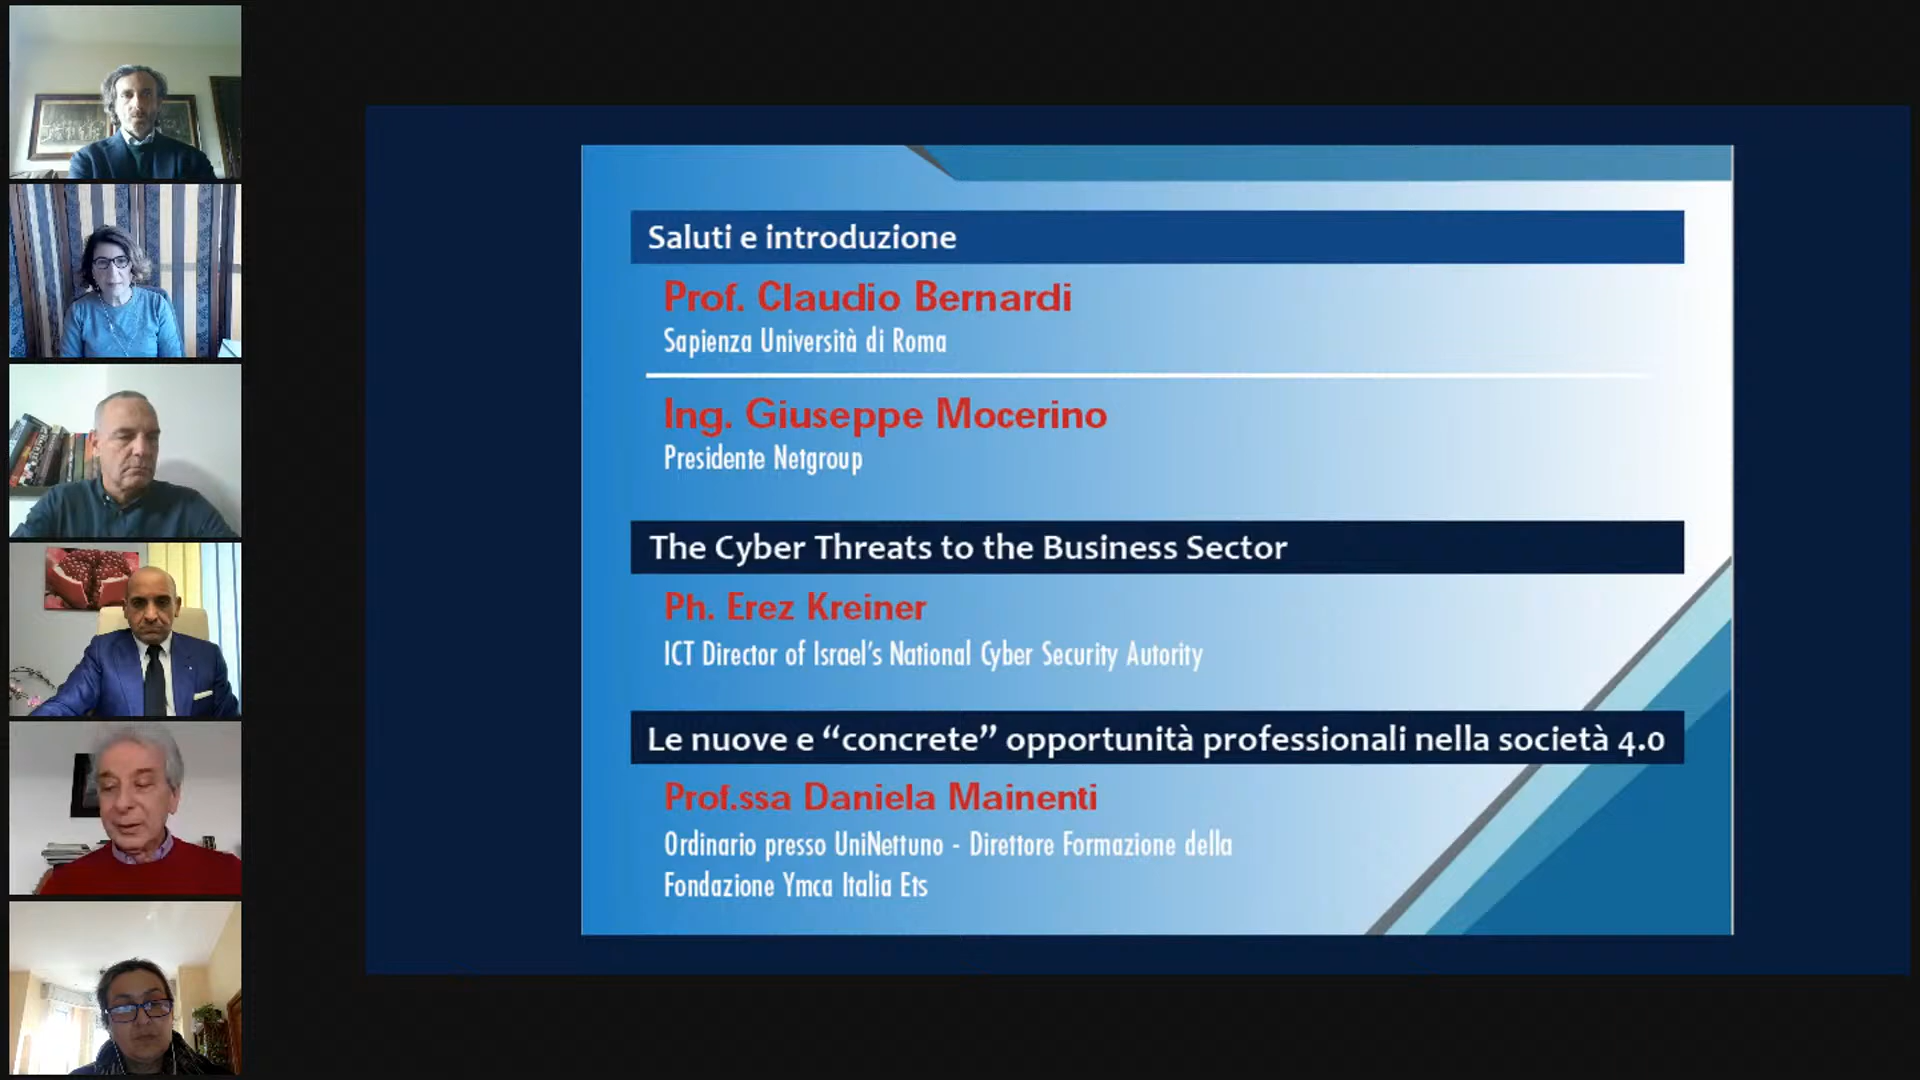 Saluti e introduzione
Prof. Claudio Bernardi
Sapienza Università di Roma
Ing. Giuseppe Mocerino
Presidente Netgroup
The Cyber Threats to the Business Sector
Ph. Erez Kreiner
ICT Director of Israel's National Cyber Security Autority
Le nuove e “concrete” opportunità professionali nella società 4.0
Prof.ssa Daniela Mainenti
Ordinario presso UniNettuno - Direttore Formazione della
Fondazione Ymca Italia Ets